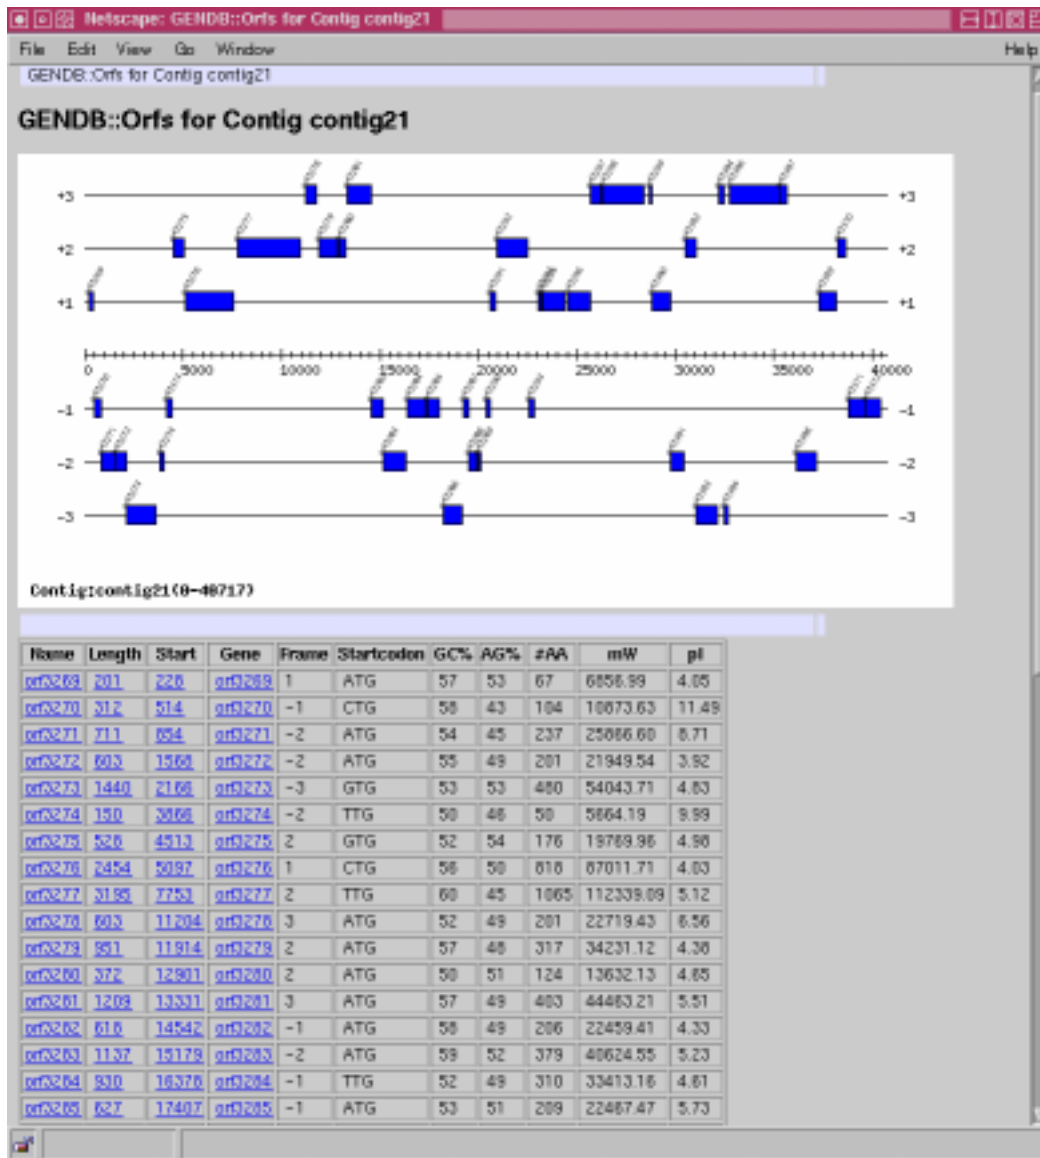 Netscape: GENDB::Orfs for Contig contig21
File Edit View Go Window Help
GENDB::Orfs for Contig contig21
GENDB::Orfs for Contig contig21
+3 +3
+2 +2
+1 +1
0 5000 10000 15000 20000 25000 30000 35000 40000
-1 -1
-2 -2
-3 -3
Contig:contig21(0-40717)
Name Length Start Gene Frame Startcodon GC% AG% #AA mW pI
orf3269 201 228 orf3269 1 ATG 57 53 67 6856.99 4.05
orf3270 312 514 orf3270 -1 CTG 58 43 104 10873.63 11.49
orf3271 711 854 orf3271 -2 ATG 54 45 237 25866.60 8.71
orf3272 603 1568 orf3272 -2 ATG 55 49 201 21949.54 3.92
orf3273 1440 2166 orf3273 -3 GTG 53 53 480 54043.71 4.83
orf3274 150 3866 orf3274 -2 TTG 50 46 50 5664.19 9.99
orf3275 528 4513 orf3275 2 GTG 52 54 176 19769.96 4.98
orf3276 2454 5097 orf3276 1 CTG 56 50 818 87011.71 4.03
orf3277 3195 7753 orf3277 2 TTG 60 45 1065 112339.09 5.12
orf3278 603 11204 orf3278 3 ATG 52 49 201 22719.43 6.56
orf3279 951 11914 orf3279 2 ATG 57 48 317 34231.12 4.38
orf3280 372 12901 orf3280 2 ATG 50 51 124 13632.13 4.65
orf3281 1209 13331 orf3281 3 ATG 57 49 403 44463.21 5.51
orf3282 618 14542 orf3282 -1 ATG 58 49 206 22459.41 4.33
orf3283 1137 15179 orf3283 -2 ATG 59 52 379 40624.55 5.23
orf3284 930 16378 orf3284 -1 TTG 52 49 310 33413.16 4.61
orf3285 627 17407 orf3285 -1 ATG 53 51 209 22467.47 5.73